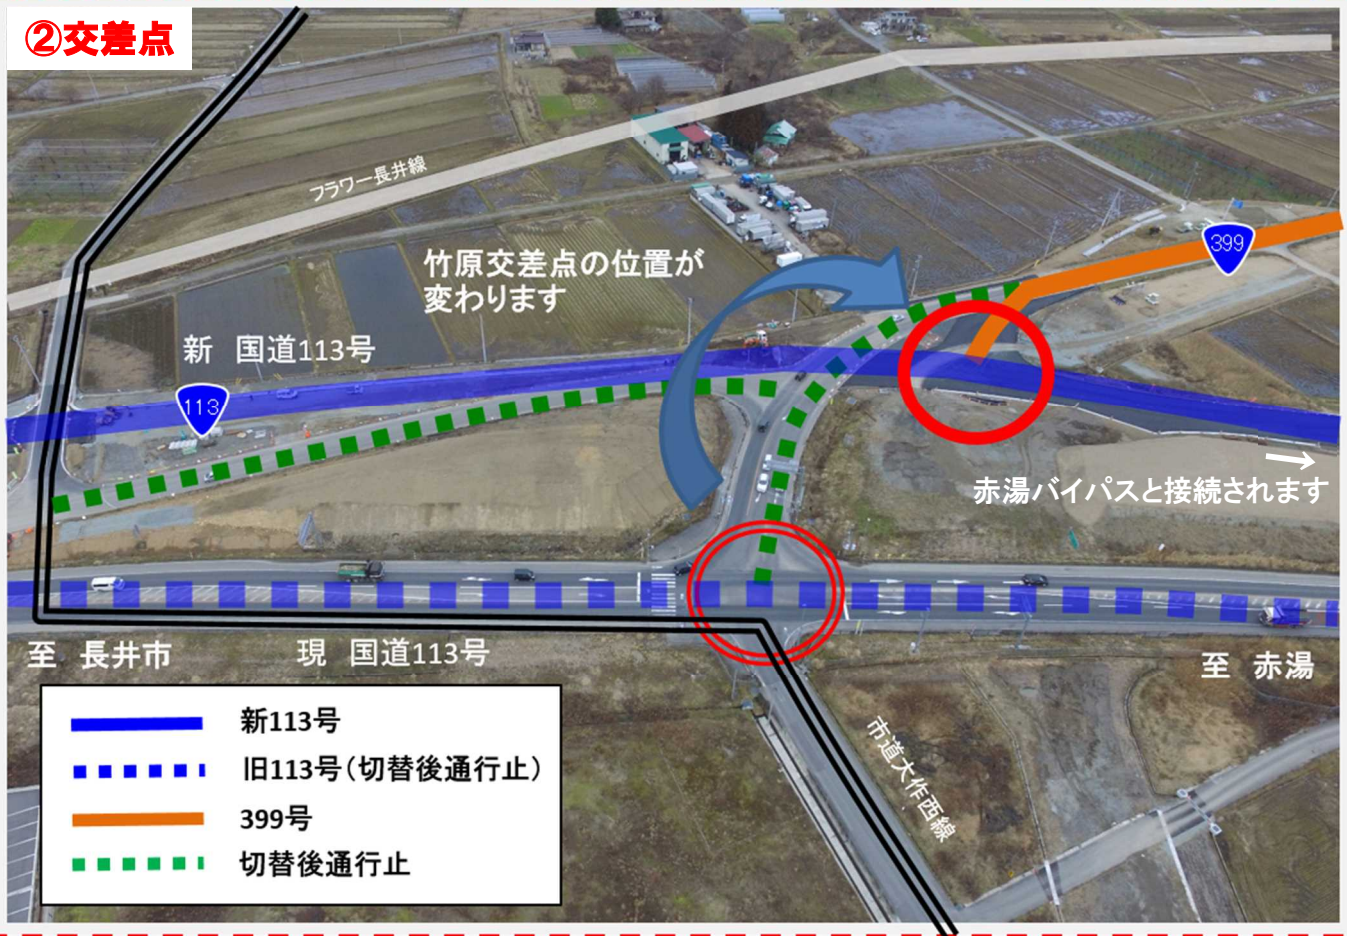 ②交差点
フラワー長井線
竹原交差点の位置が
変わります
399
新 国道113号
113
赤湯バイパスと接続されます
至 長井市
現 国道113号
至 赤湯
市道大作西線
新113号
旧113号(切替後通行止)
399号
切替後通行止